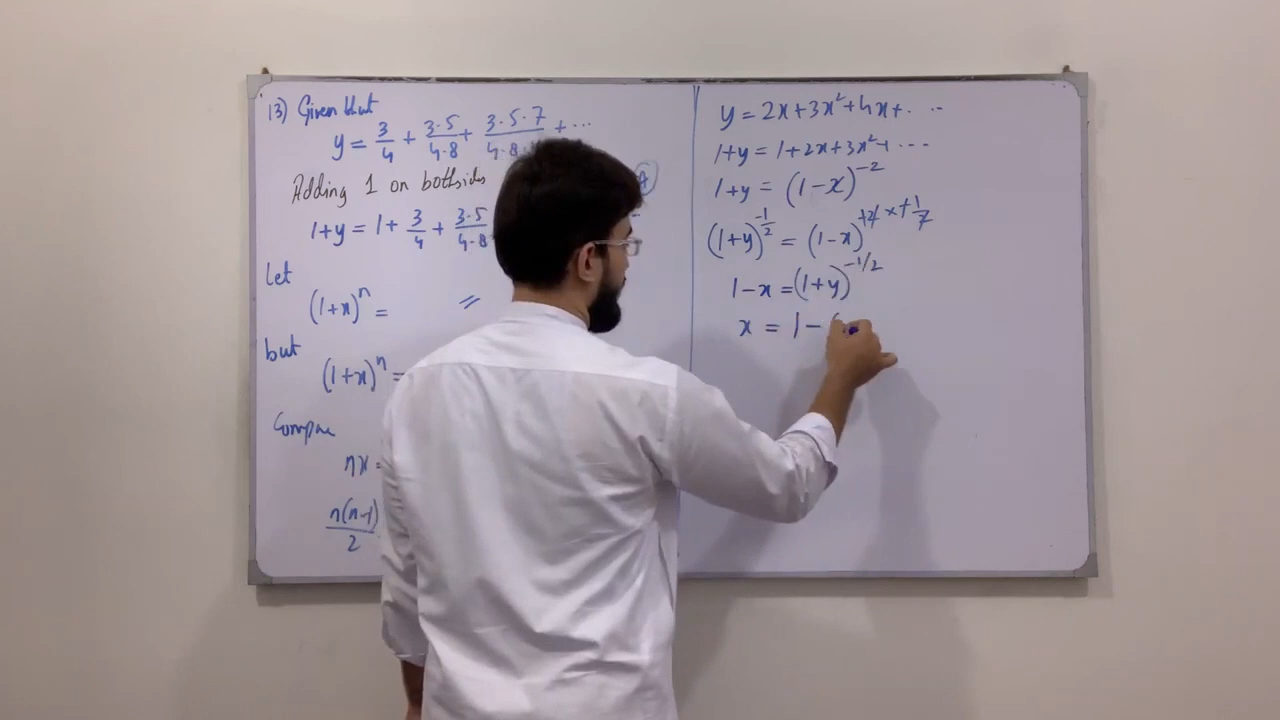 13) Given that
y = 3/4 + 3·5/4·8 + 3·5·7/4·8· + ...
Adding 1 on bothsides
1+y = 1 + 3/4 + 3·5/4·8
Let
(1+x)^n =
but
(1+x)^n =
Compare
nx =
n(n-1)/2
y = 2x+3x²+4x+. ..
1+y = 1+2x+3x²+ ...
1+y = (1-x)^-2
(1+y)^-1/2 = (1-x)^+2 x +1/2
1-x = (1+y)^-1/2
x = 1-(